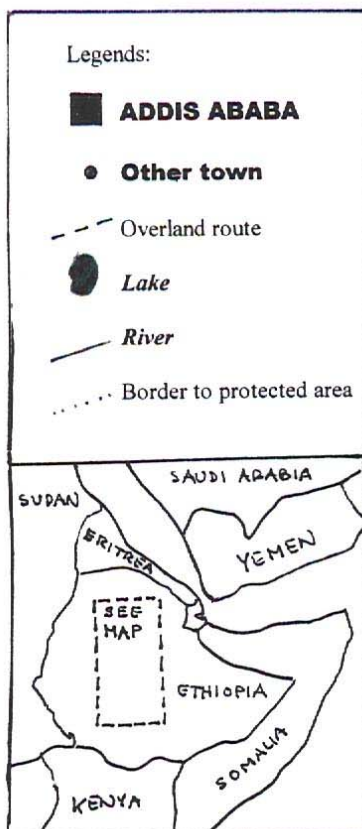 Legends:
ADDIS ABABA
Other town
Overland route
Lake
River
Border to protected area
SAUDI ARABIA
SUDAN
YEMEN
ERITREA
SEE
MAP
ETHIOPIA
SOMALIA
KENYA